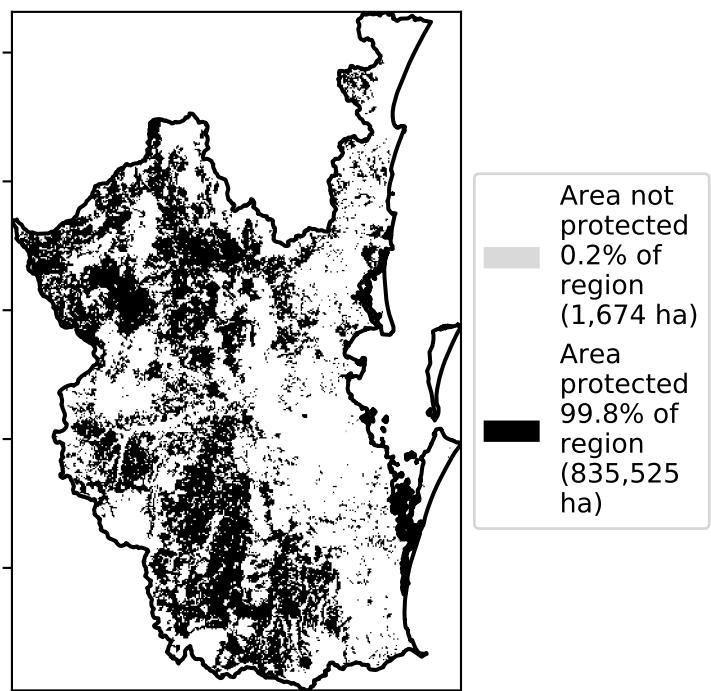 Area not
protected
0.2% of
region
(1,674 ha)
Area
protected
99.8% of
region
(835,525
ha)